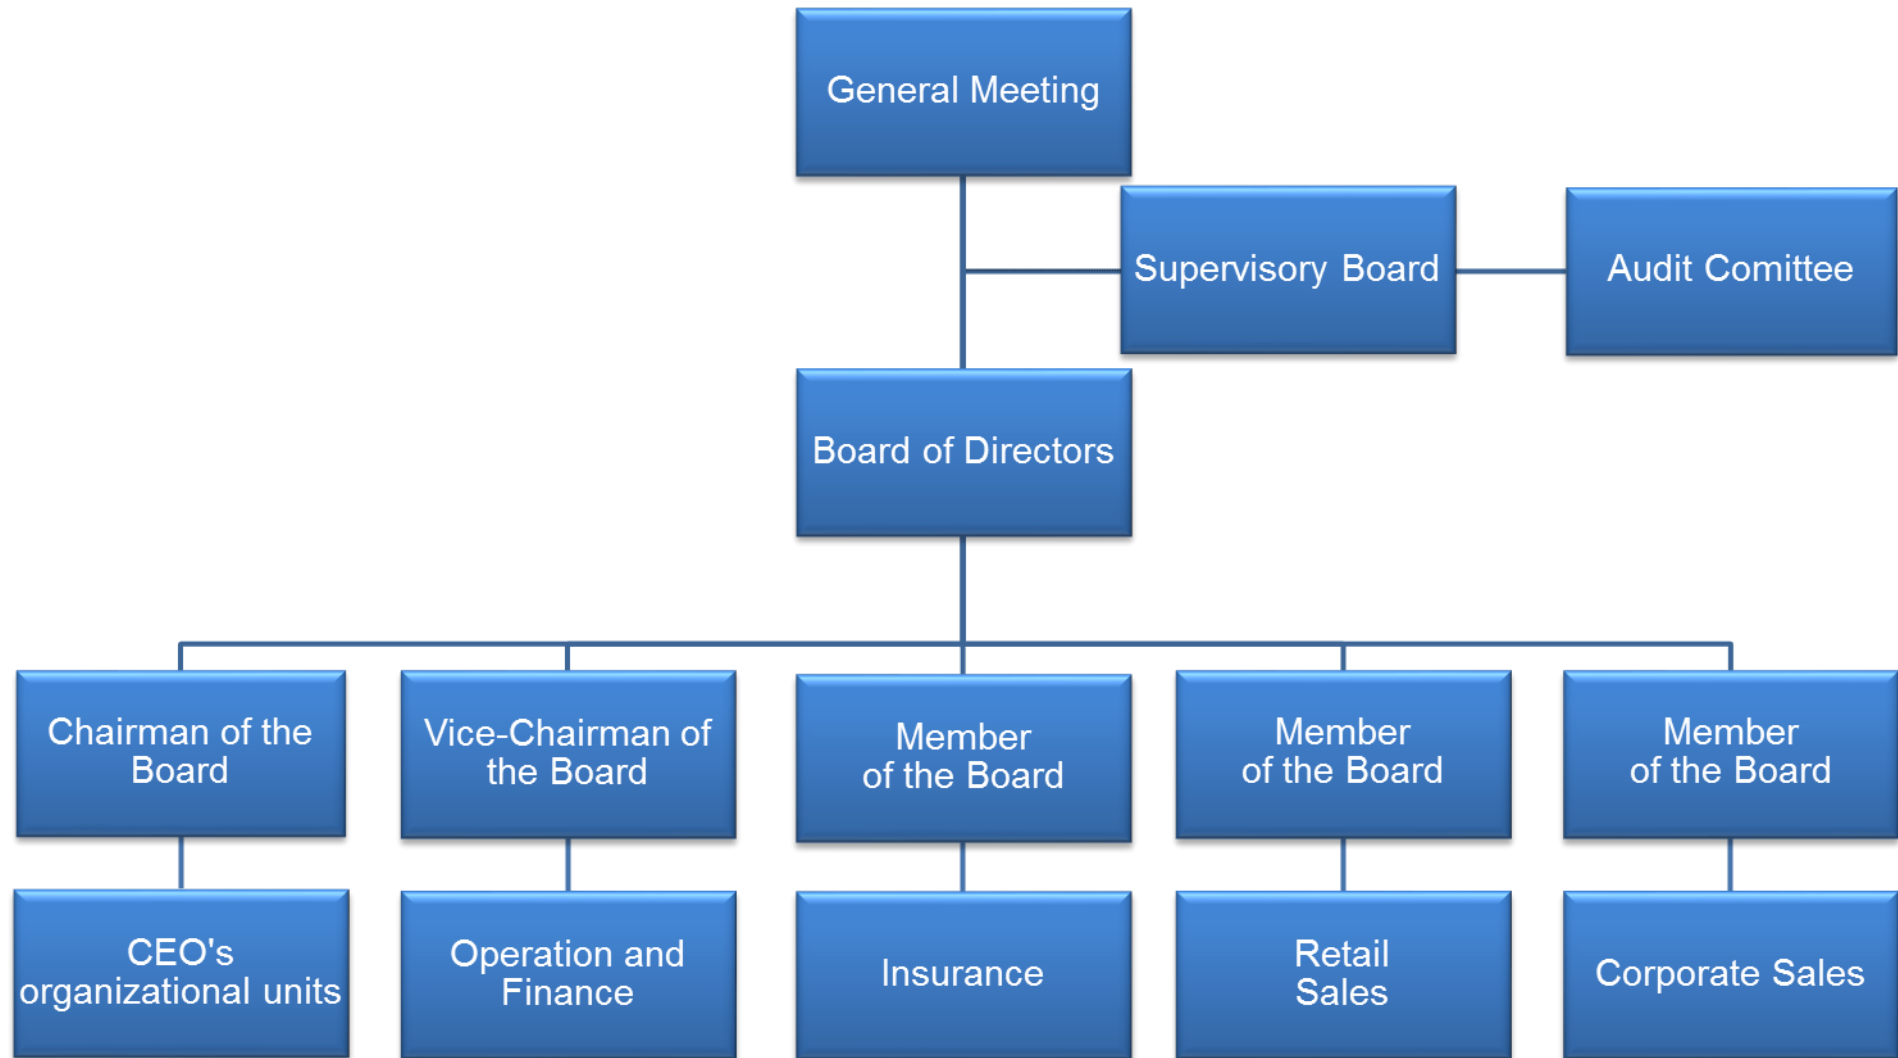 General Meeting
Supervisory Board
Audit Comittee
Board of Directors
Chairman of the
Board
Vice-Chairman of
the Board
Member
of the Board
Member
of the Board
Member
of the Board
CEO's
organizational units
Operation and
Finance
Insurance
Retail
Sales
Corporate Sales